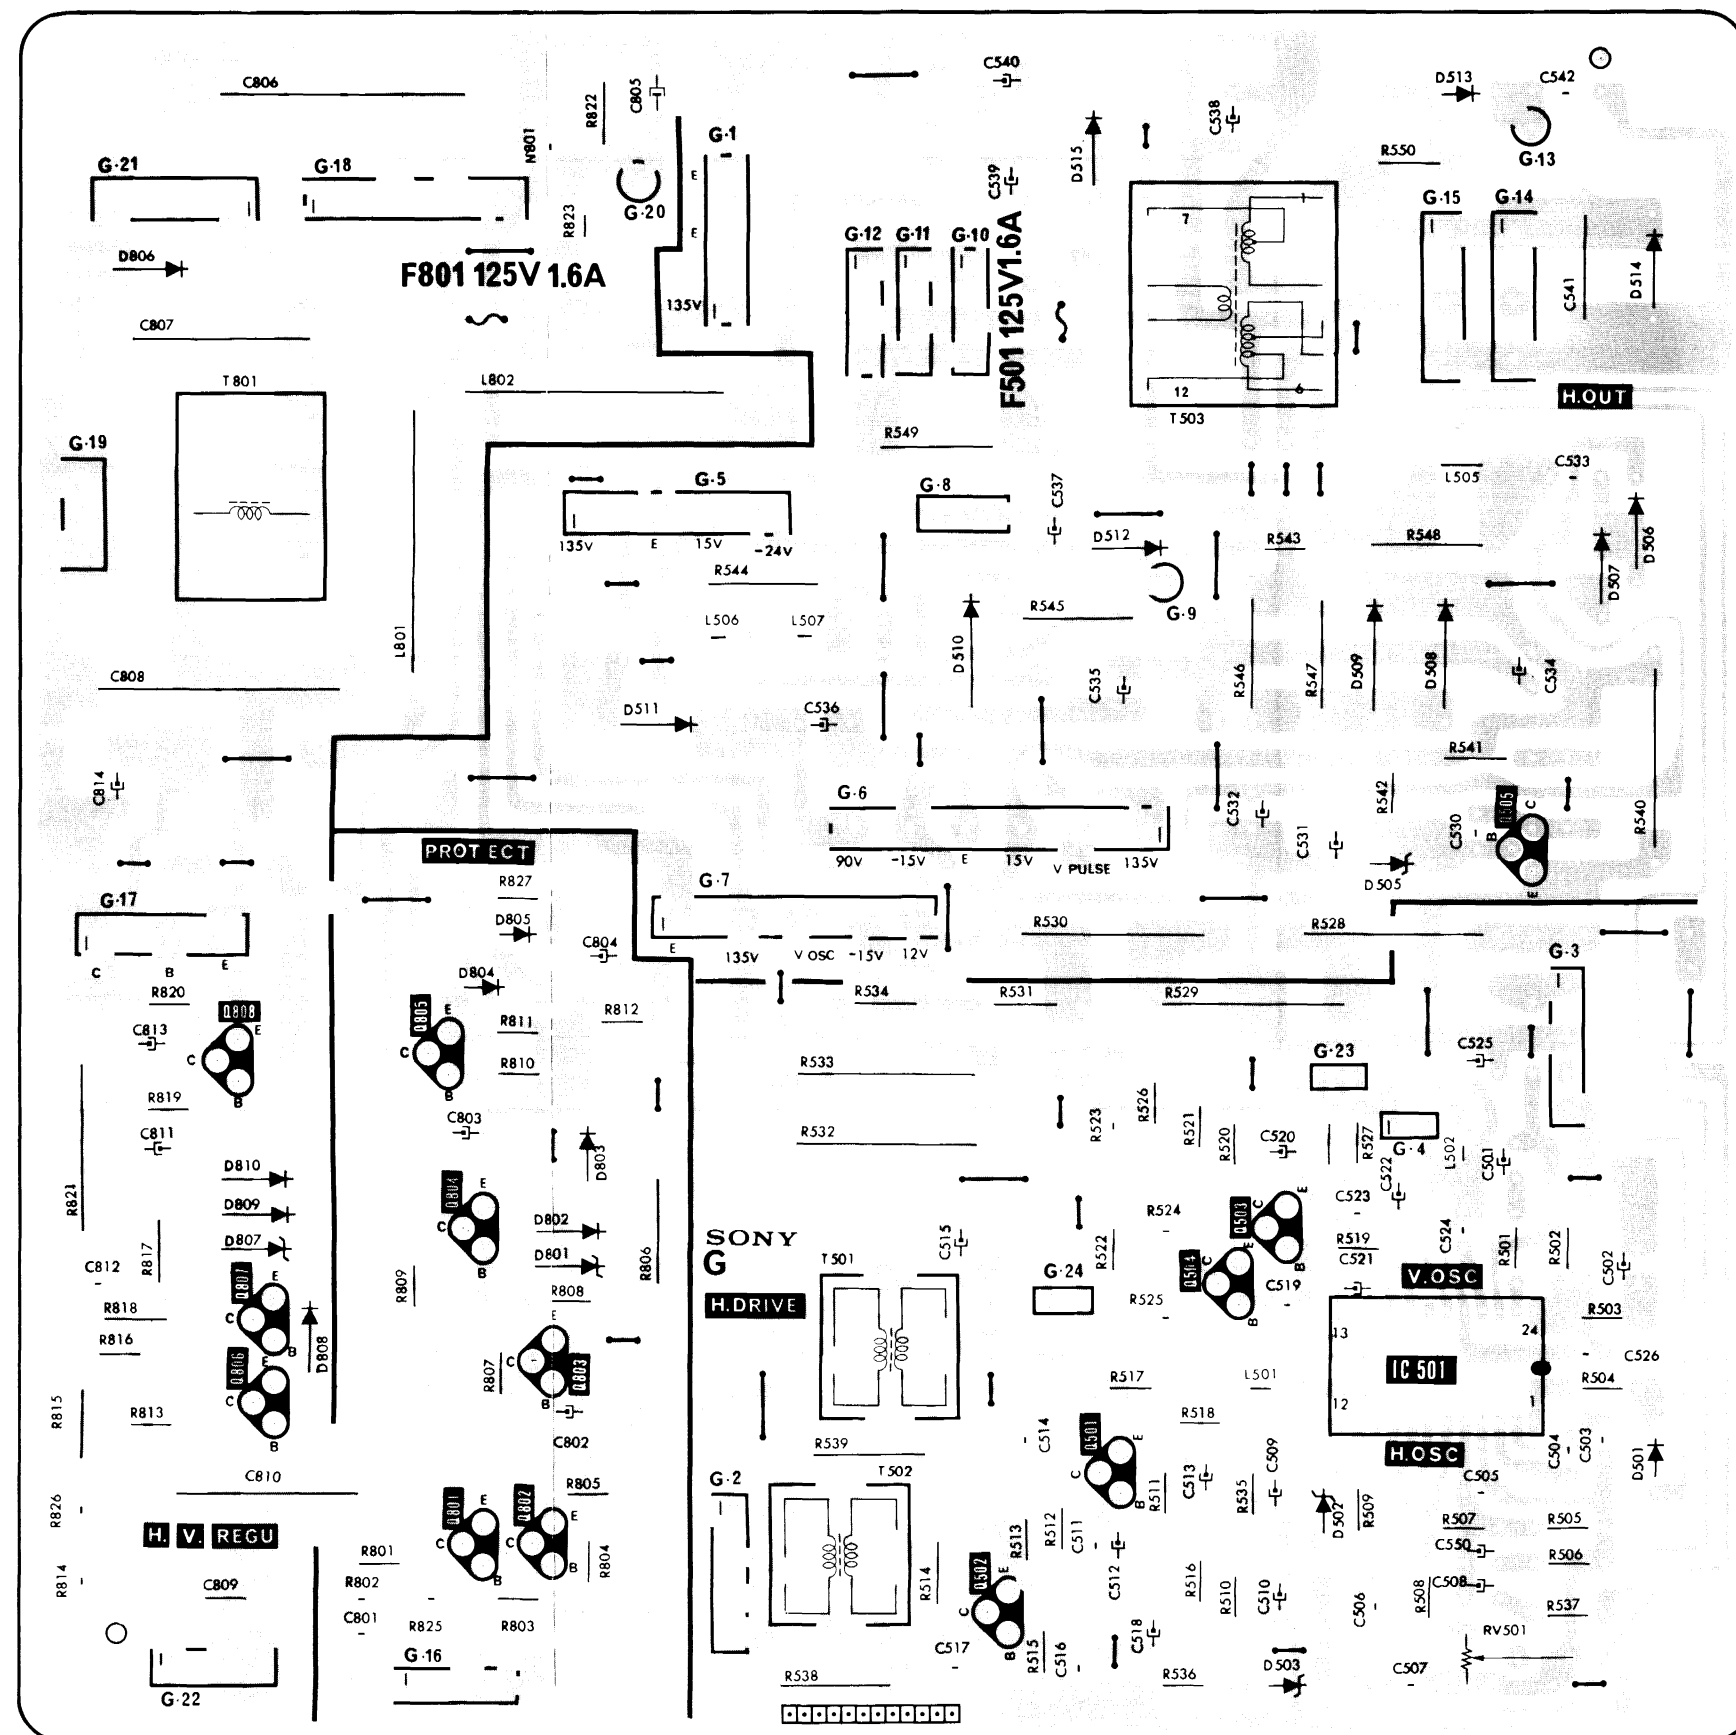 C540
C806
R822
C805
D513
C542
C538
G·1
D515
N801
G·13
R550
G·21
G·18
E
C539
G·20
R823
E
G·15
G·14
7
G·12
G·11
G·10
D806
F801 125V 1.6A
135V
F501 125V1.6A
C541
D514
C807
1
T801
L802
12
6
H.OUT
T503
R549
G·19
C533
L505
G·5
G·8
C537
135V
E
15V
-24V
D512
R543
R548
D506
R544
D507
R545
G·9
L506
L507
L801
D510
C808
C535
R546
R547
D509
D508
C534
D511
C536
R541
C814
G·6
C532
R542
Q505
C
B
E
R540
C530
C531
PROTECT
90V
-15V
E
15V
V PULSE
135V
D505
R827
G·7
G·17
D805
R530
R528
C804
E
135V
V OSC
-15V
12V
G·3
C
B
E
D804
R820
R534
R531
R529
Q808
E
C
B
Q805
E
C
B
R812
C813
R811
C525
G·23
R810
R533
R819
R526
C803
R523
R521
R520
C520
R527
G·4
C811
R532
D803
L502
C501
D810
C522
R821
Q804
E
C
B
C523
D809
D802
SONY
R524
Q503
C
E
B
D807
G
C515
R522
R519
C524
R501
R502
R817
D801
R806
T501
Q504
C
E
B
C521
C502
C812
G·24
V.OSC
Q807
E
C
B
R809
R808
H.DRIVE
R525
C519
R818
R503
R816
D808
E
13
24
C526
Q806
E
C
B
R807
C
Q803
B
IC 501
R517
L501
R504
R815
R813
12
1
R518
C802
C514
Q501
E
C
B
H.OSC
C504
C503
R539
D501
C810
G·2
T502
C513
C509
C505
R805
R511
R535
R826
Q801
E
C
B
Q802
E
C
B
D502
R509
R507
R505
H. V. REGU
R513
R512
C511
C550
R801
R804
R506
R814
C809
R802
R514
Q502
E
C
B
C512
R516
R510
C510
C508
R508
C801
C506
R537
R825
R803
C518
RV501
C517
R515
C516
G·16
R538
R536
D503
C507
G·22